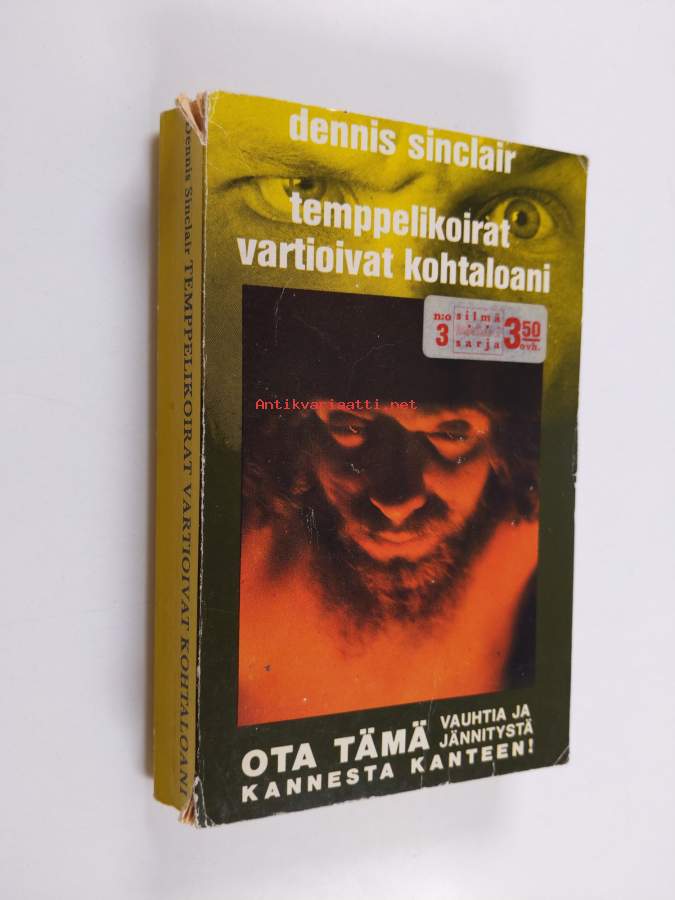 dennis sinclair
temppelikoirat
vartioivat kohtaloani
n:o
3
silmä
sarja
3 50
ovh.
Antikvariaatti.net
OTA TÄMÄ VAUHTIA JA
JÄNNITYSTÄ
KANNESTA KANTEEN!
Dennis Sinclair TEMPPELIKOIRAT VARTIOIVAT KOHTALOANI